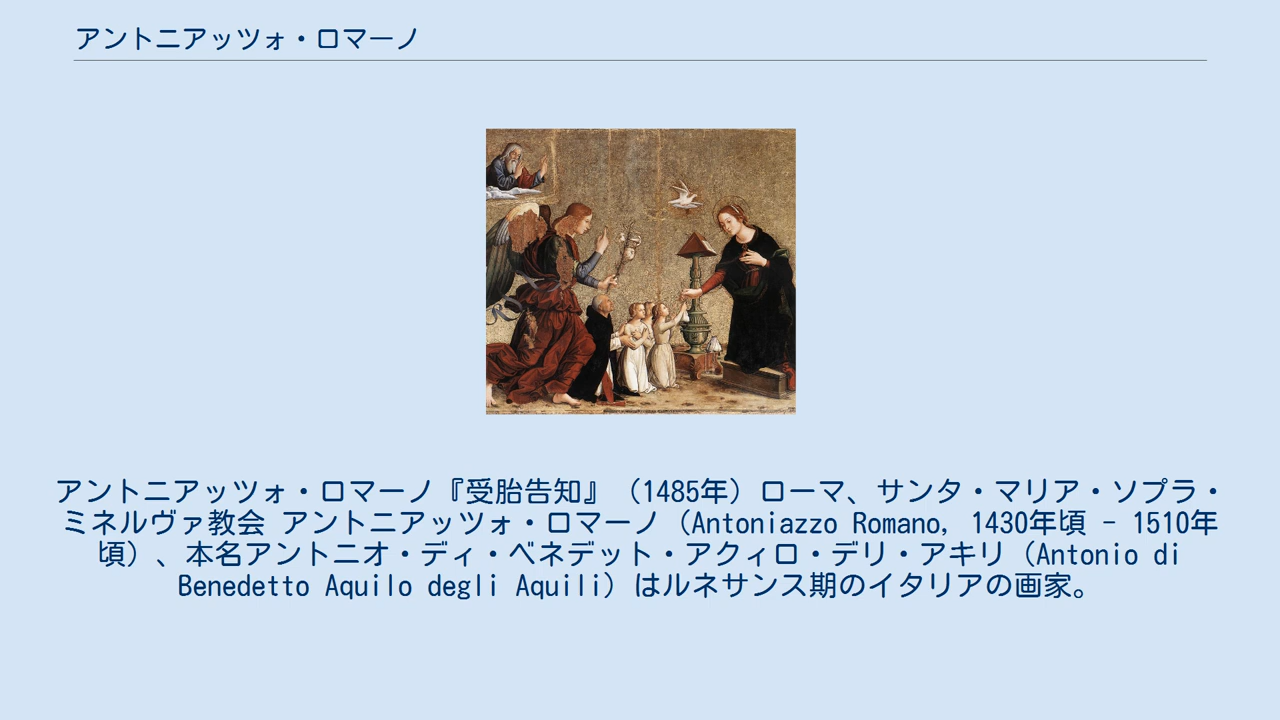 アントニアッツォ・ロマーノ
アントニアッツォ・ロマーノ『受胎告知』（1485年）ローマ、サンタ・マリア・ソプラ・
ミネルヴァ教会 アントニアッツォ・ロマーノ（Antoniazzo Romano, 1430年頃 - 1510年
頃）、本名アントニオ・ディ・ベネデット・アクィロ・デリ・アキリ（Antonio di
Benedetto Aquilo degli Aquili）はルネサンス期のイタリアの画家。